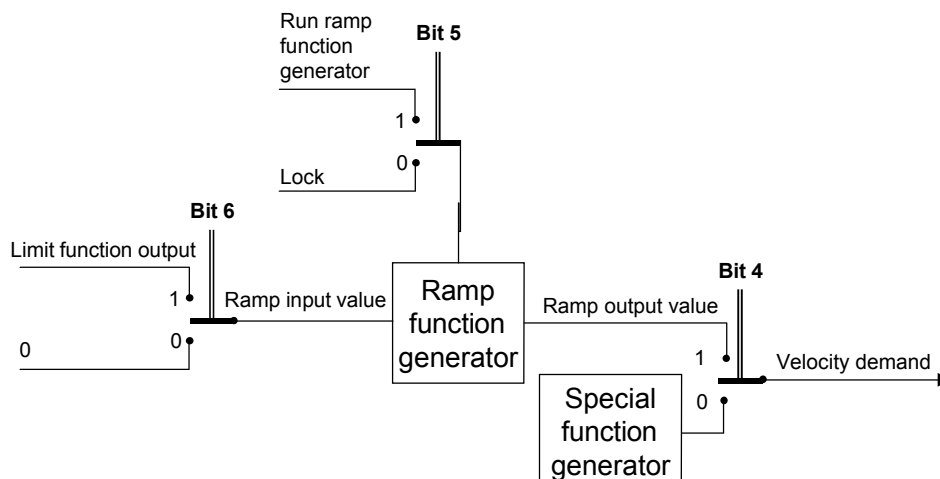 Run ramp
function
generator
Bit 5
1
0
Lock
Bit 6
Limit function output
1
0
0
Ramp input value
Ramp
function
generator
Ramp output value
Bit 4
1
0
Velocity demand
Special
function
generator